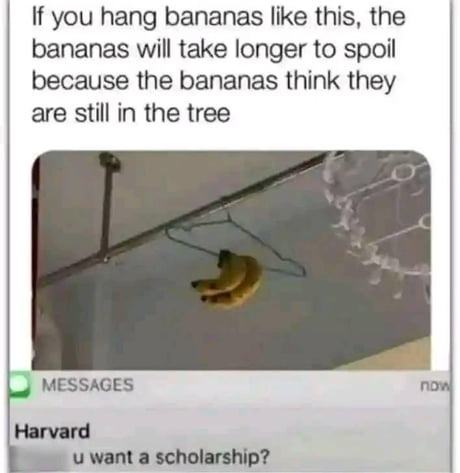 If you hang bananas like this, the
bananas will take longer to spoil
because the bananas think they
are still in the tree
MESSAGES
now
Harvard
u want a scholarship?